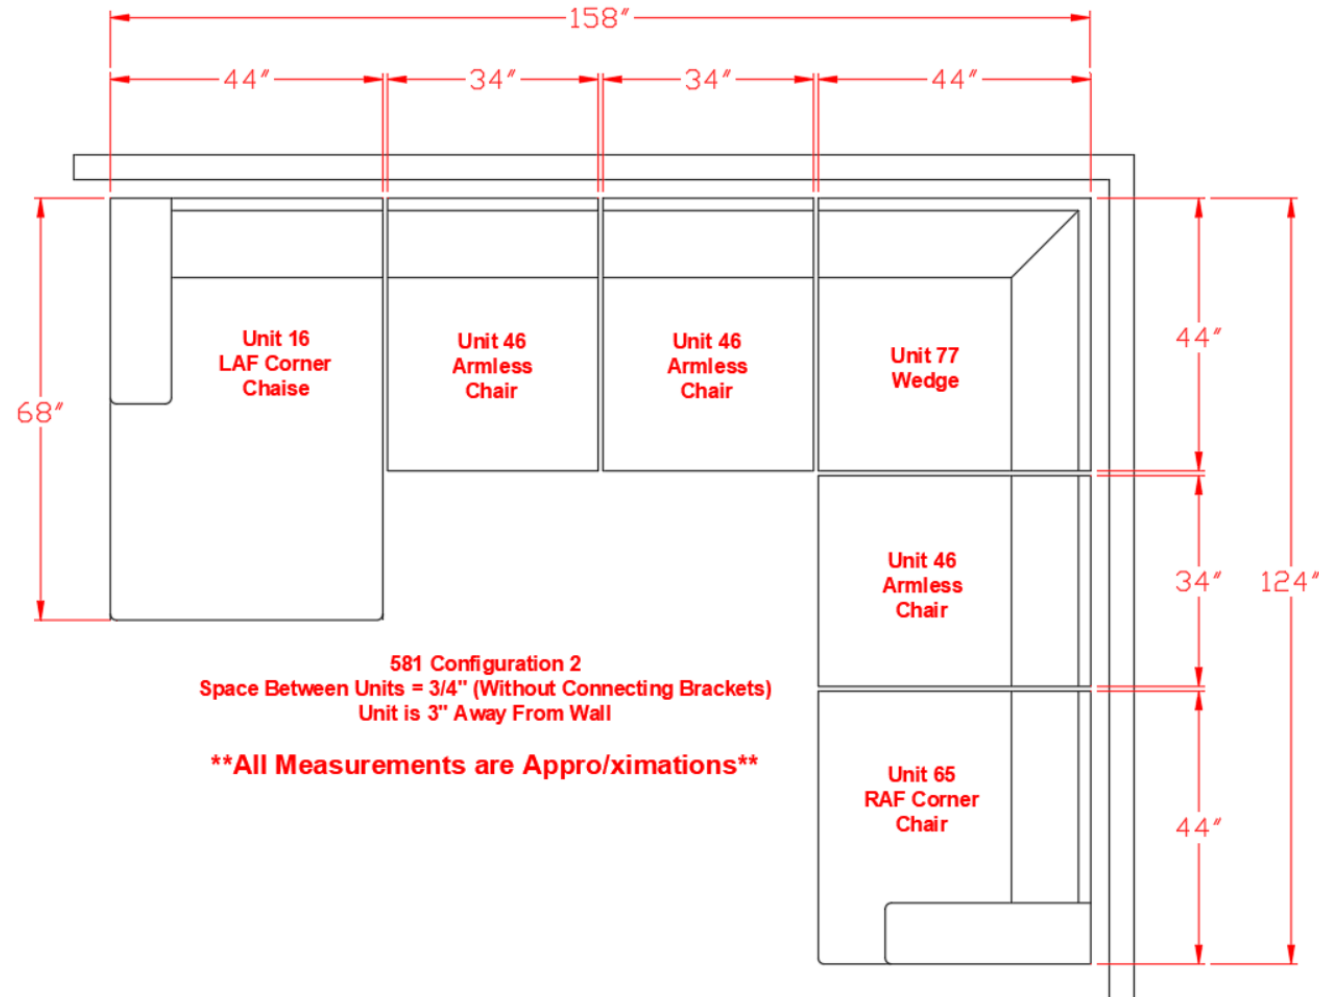 158"
44"
34"
34"
44"
Unit 16
LAF Corner
Chaise
Unit 46
Armless
Chair
Unit 46
Armless
Chair
Unit 77
Wedge
44"
68"
Unit 46
Armless
Chair
34"
124"
581 Configuration 2
Space Between Units = 3/4" (Without Connecting Brackets)
Unit is 3" Away From Wall
**All Measurements are Appro/ximations**
Unit 65
RAF Corner
Chair
44"